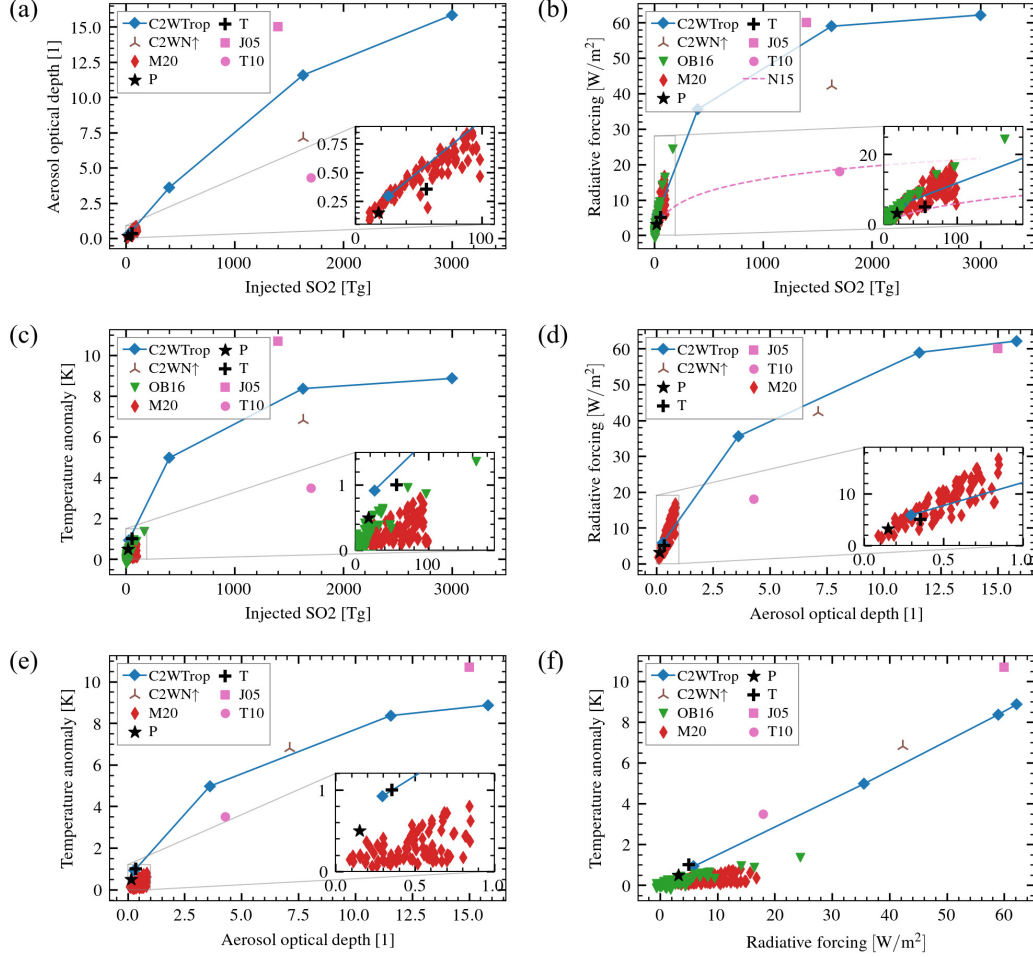 (a)
C2WTrop
C2WN↑
M20
P
T
J05
T10
Aerosol optical depth [1]
15.0
12.5
10.0
7.5
5.0
2.5
0.0
0.75
0.50
0.25
0 100
0 1000 2000 3000
Injected SO2 [Tg]
(b)
C2WTrop
C2WN↑
OB16
M20
P
T
J05
T10
N15
Radiative forcing [W/m²]
60
50
40
30
20
10
0
20
0
0 100
0 1000 2000 3000
Injected SO2 [Tg]
(c)
C2WTrop
C2WN↑
OB16
M20
P
T
J05
T10
Temperature anomaly [K]
10
8
6
4
2
0
1
0
0 100
0 1000 2000 3000
Injected SO2 [Tg]
(d)
C2WTrop
C2WN↑
P
T
J05
T10
M20
Radiative forcing [W/m²]
60
50
40
30
20
10
0
10
0
0.0 0.5 1.0
0.0 2.5 5.0 7.5 10.0 12.5 15.0
Aerosol optical depth [1]
(e)
C2WTrop
C2WN↑
M20
P
T
J05
T10
Temperature anomaly [K]
10
8
6
4
2
0
1
0
0.0 0.5 1.0
0.0 2.5 5.0 7.5 10.0 12.5 15.0
Aerosol optical depth [1]
(f)
C2WTrop
C2WN↑
OB16
M20
P
T
J05
T10
Temperature anomaly [K]
10
8
6
4
2
0
0 10 20 30 40 50 60
Radiative forcing [W/m²]